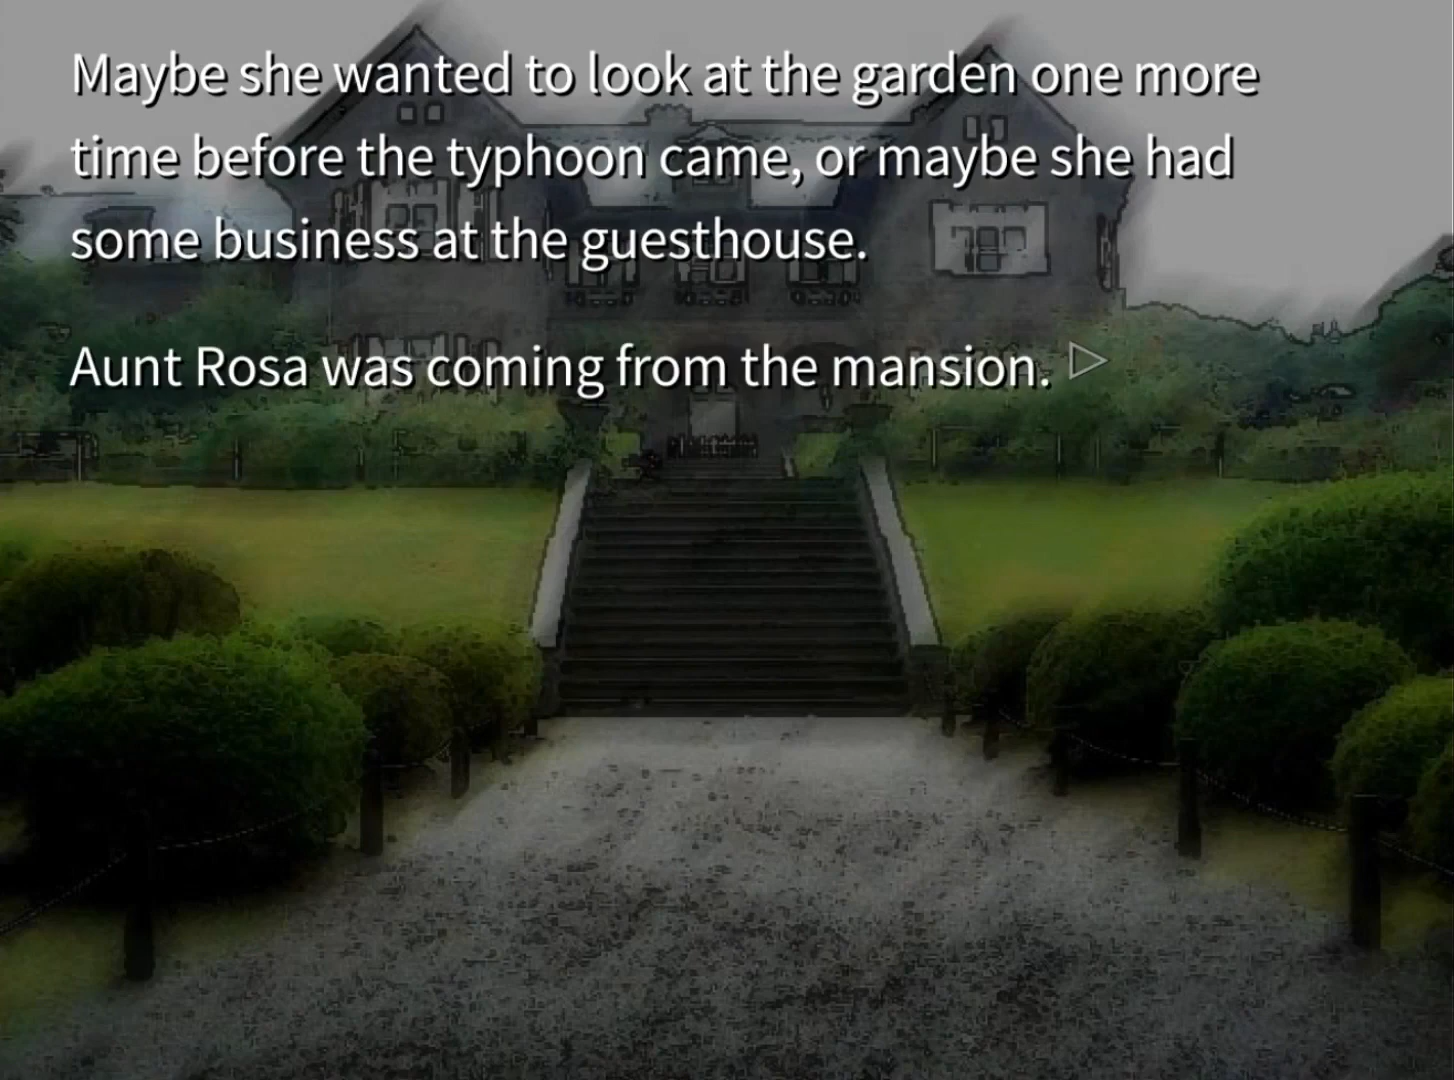 Maybe she wanted to look at the garden one more
time before the typhoon came, or maybe she had
some business at the guesthouse.
Aunt Rosa was coming from the mansion.